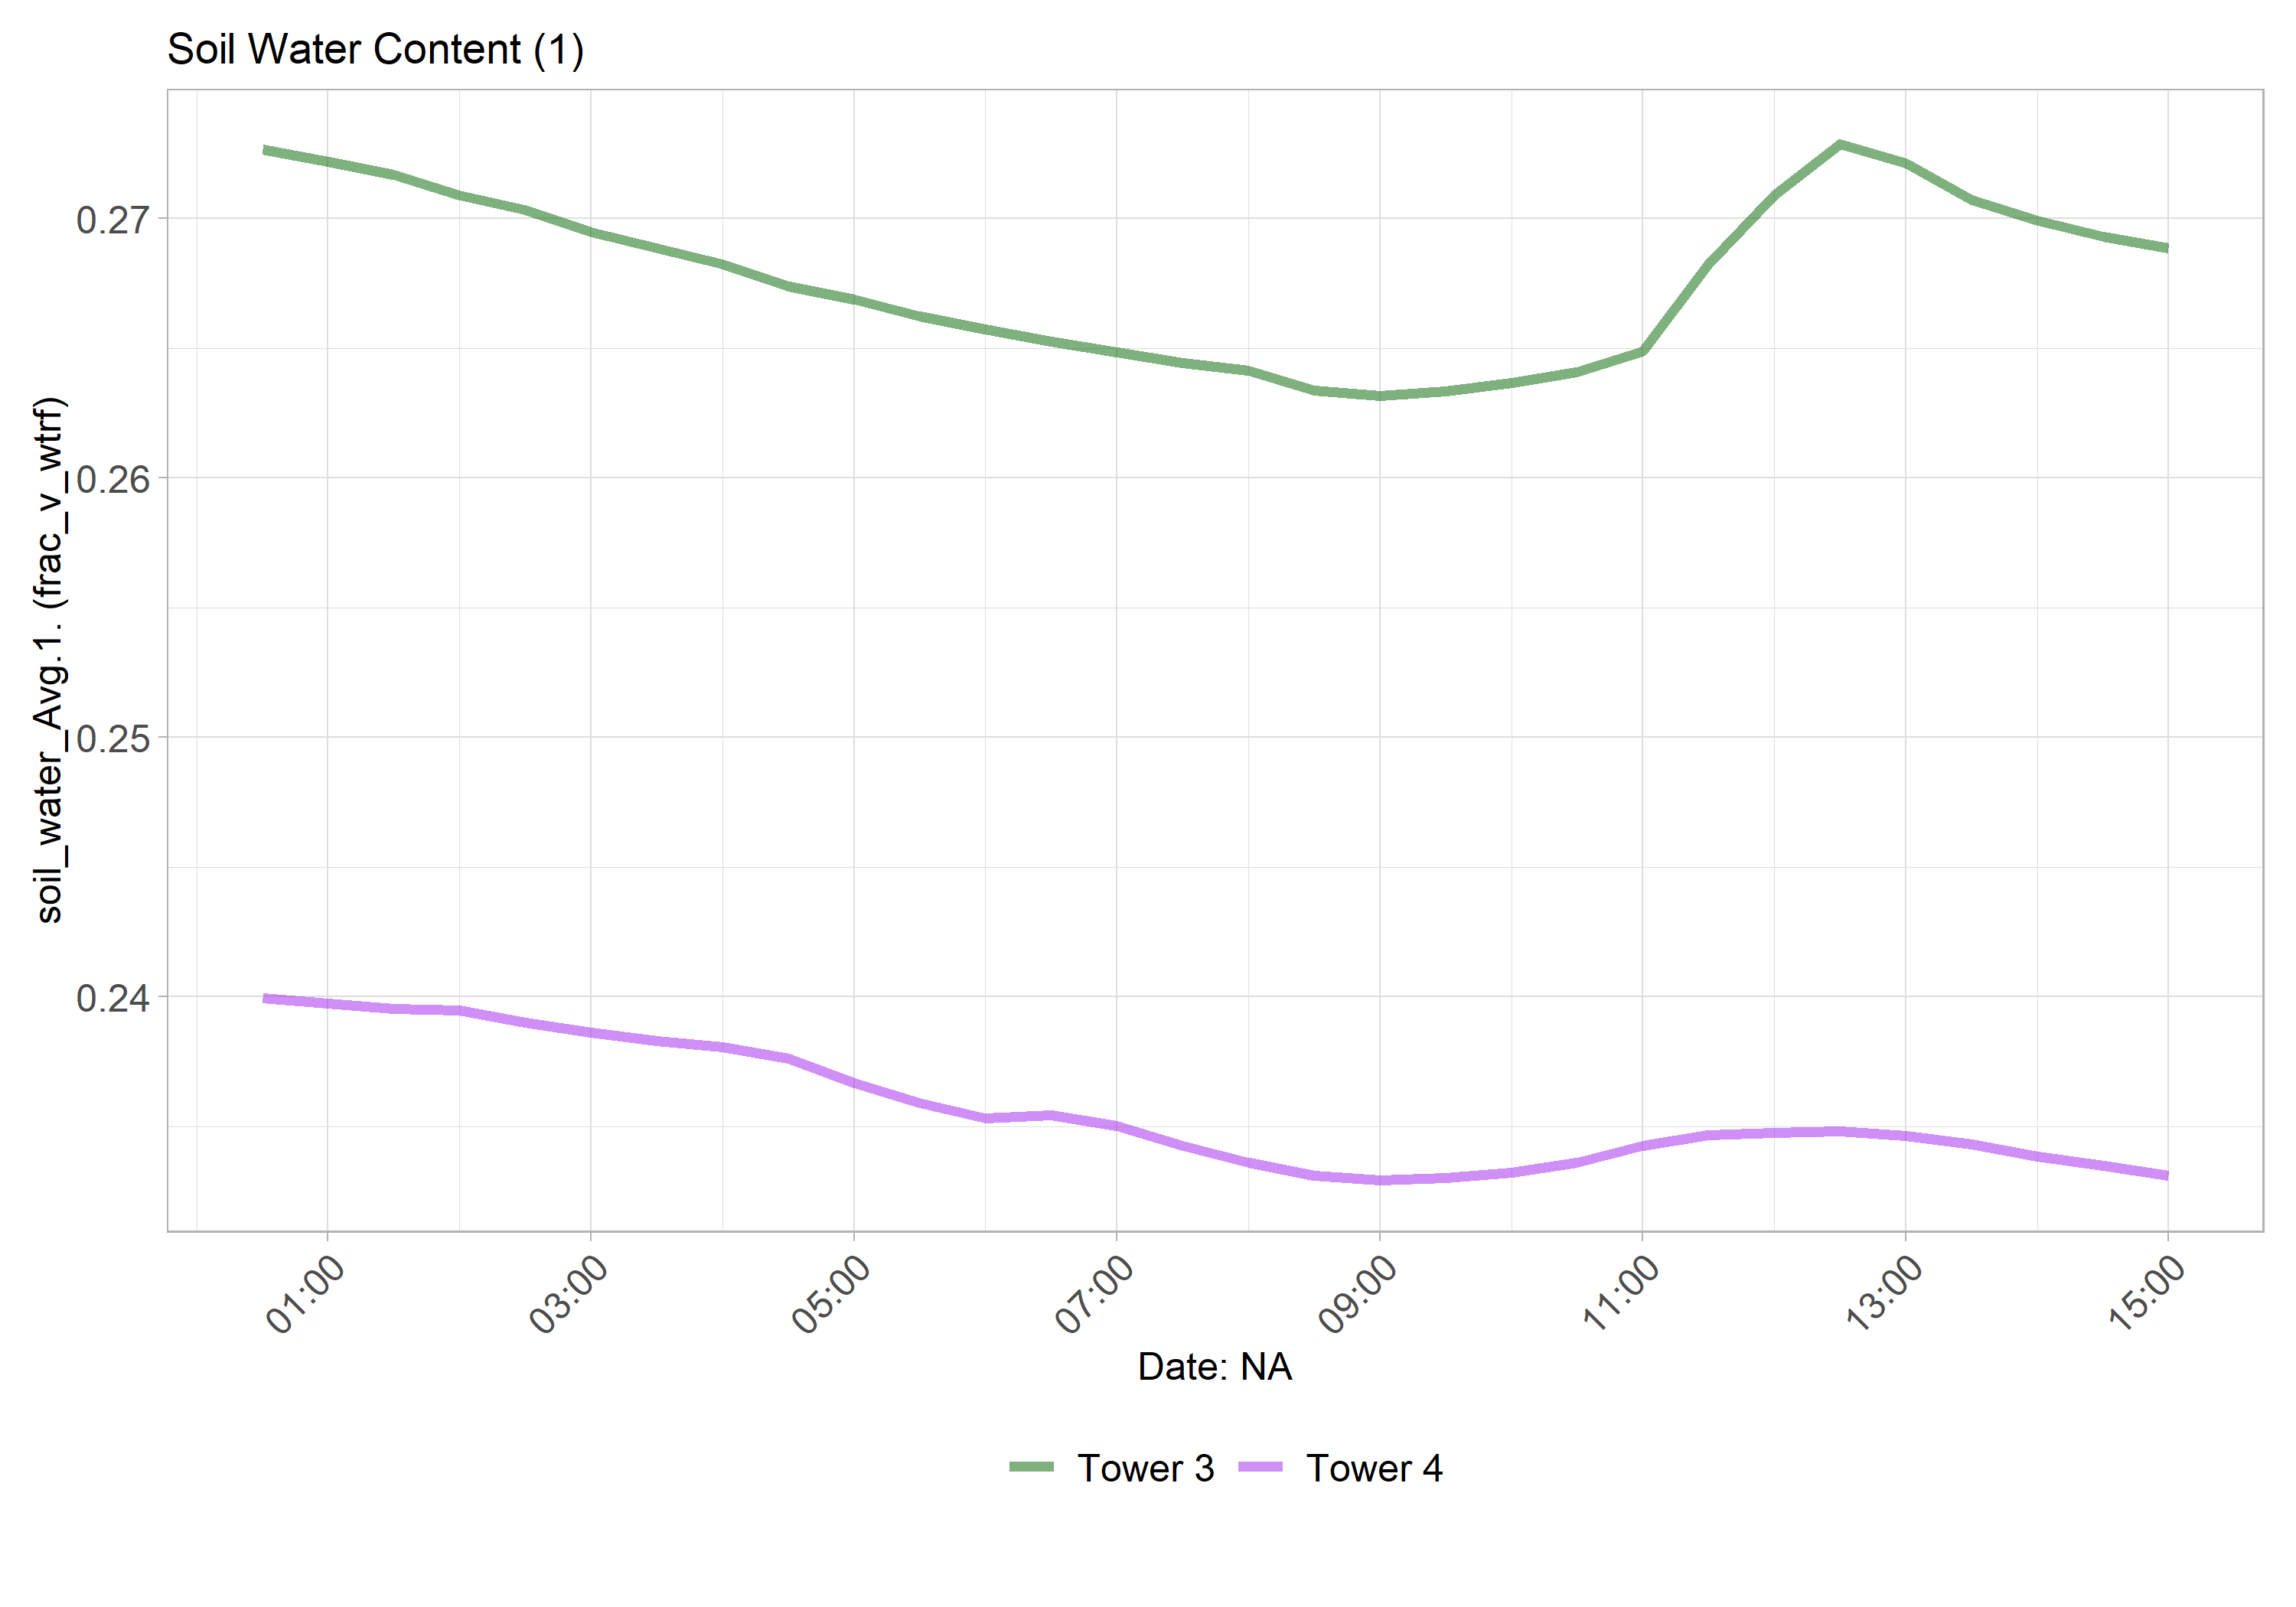 Soil Water Content (1)
soil_water_Avg.1. (frac_v_wtrf)
0.27
0.26
0.25
0.24
01:00
03:00
05:00
07:00
09:00
11:00
13:00
15:00
Date: NA
Tower 3
Tower 4